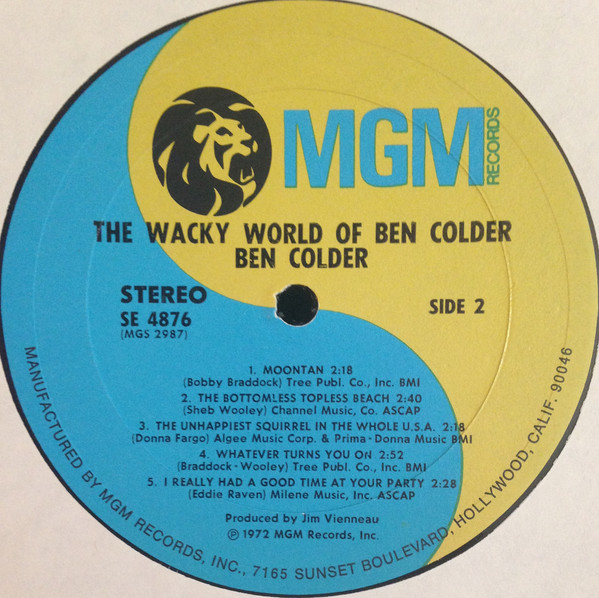 MGM
RECORDS
THE WACKY WORLD OF BEN COLDER
BEN COLDER
STEREO
SE 4876
(MGS 2987)
SIDE 2
1. MOONTAN 2:18
(Bobby Braddock) Tree Publ. Co., Inc. BMI
2. THE BOTTOMLESS TOPLESS BEACH 2:40
(Sheb Wooley) Channel Music, Co. ASCAP
3. THE UNHAPPIEST SQUIRREL IN THE WHOLE U.S.A. 2:18
(Donna Fargo) Algee Music Corp. & Prima-Donna Music BMI
4. WHATEVER TURNS YOU ON 2:52
(Braddock-Wooley) Tree Publ. Co., Inc. BMI
5. I REALLY HAD A GOOD TIME AT YOUR PARTY 2:28
(Eddie Raven) Milene Music, Inc. ASCAP
Produced by Jim Vienneau
℗ 1972 MGM Records, Inc.
MANUFACTURED BY MGM RECORDS, INC., 7165 SUNSET BOULEVARD, HOLLYWOOD, CALIF. 90046